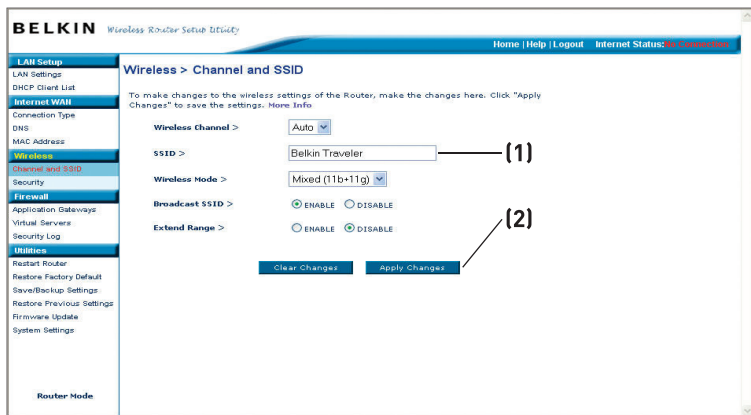 BELKIN Wireless Router Setup Utility
Home | Help | Logout Internet Status: No Connection
LAN Setup
LAN Settings
DHCP Client List
Internet WAN
Connection Type
DNS
MAC Address
Wireless
Channel and SSID
Security
Firewall
Application Gateways
Virtual Servers
Security Log
Utilities
Restart Router
Restore Factory Default
Save/Backup Settings
Restore Previous Settings
Firmware Update
System Settings
Router Mode
Wireless > Channel and SSID
To make changes to the wireless settings of the Router, make the changes here. Click "Apply
Changes" to save the settings. More Info
Wireless Channel > Auto
SSID > Belkin Traveler
(1)
Wireless Mode > Mixed (11b+11g)
Broadcast SSID > ENABLE DISABLE
(2)
Extend Range > ENABLE DISABLE
Clear Changes Apply Changes